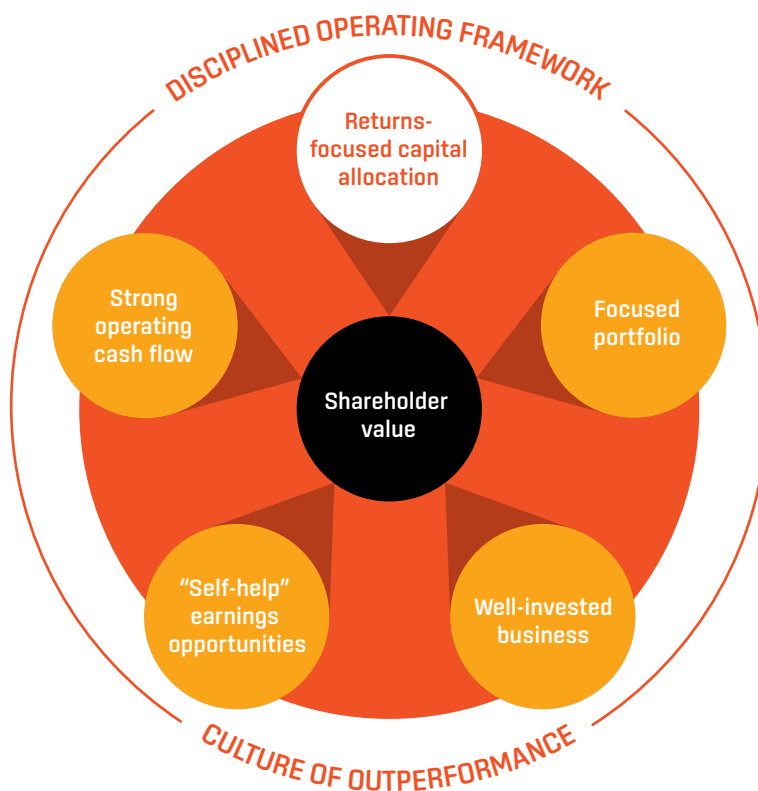 DISCIPLINED OPERATING FRAMEWORK
Returns-
focused capital
allocation
Strong
operating
cash flow
Focused
portfolio
Shareholder
value
“Self-help”
earnings
opportunities
Well-invested
business
CULTURE OF OUTPERFORMANCE